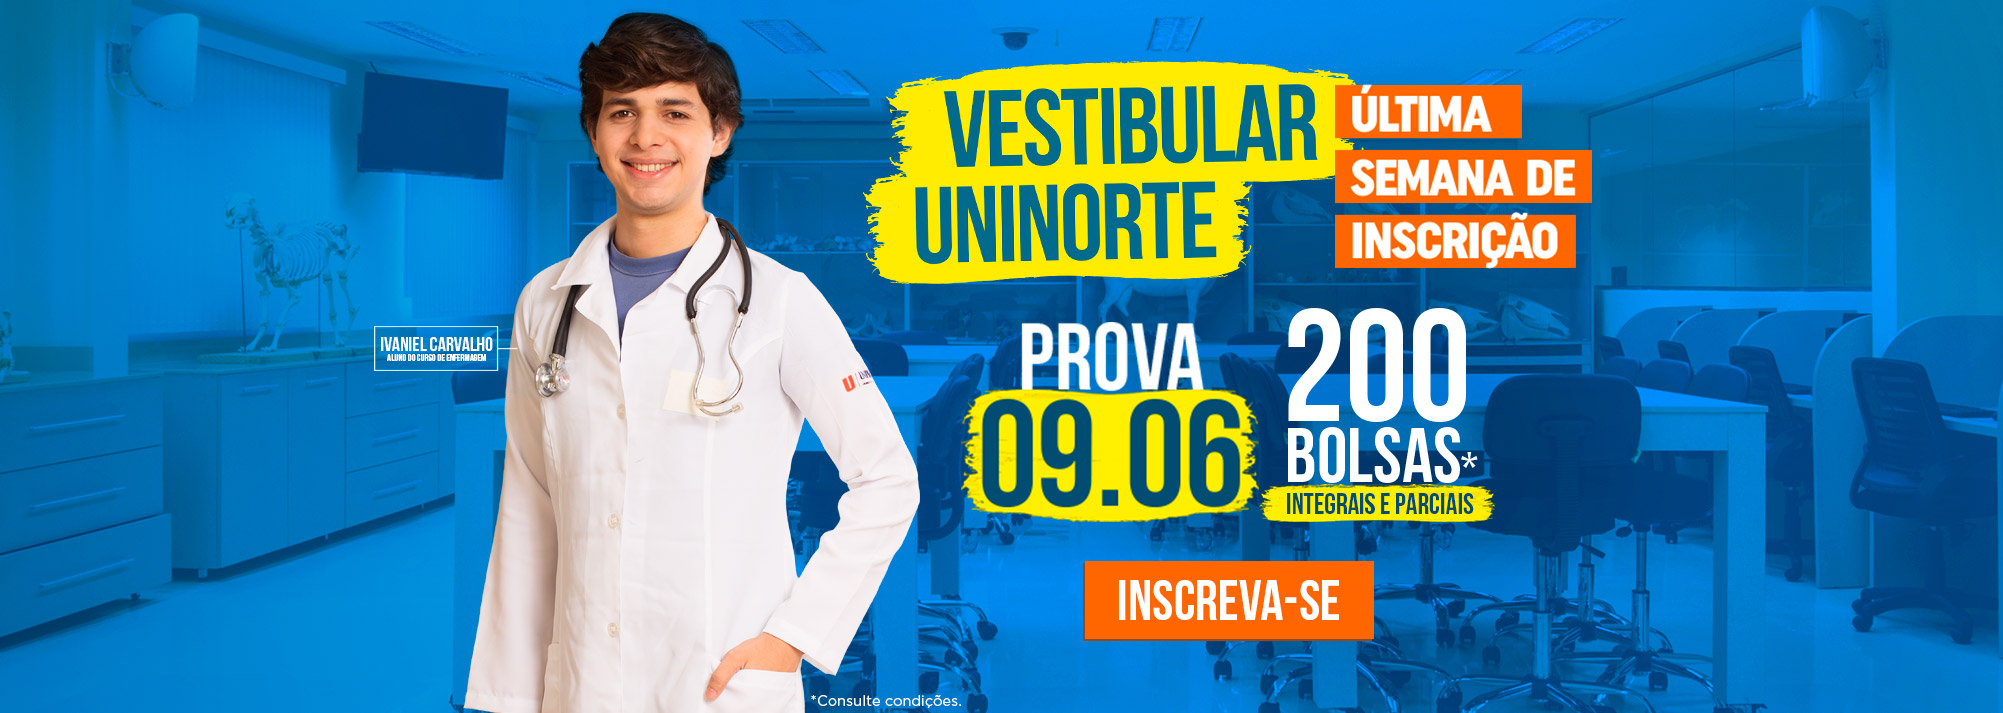 VESTIBULAR
UNINORTE
ÚLTIMA
SEMANA DE
INSCRIÇÃO
IVANIEL CARVALHO
ALUNO DO CURSO DE ENFERMAGEM
PROVA
09.06
200
BOLSAS*
INTEGRAIS E PARCIAIS
INSCREVA-SE
*Consulte condições.
U